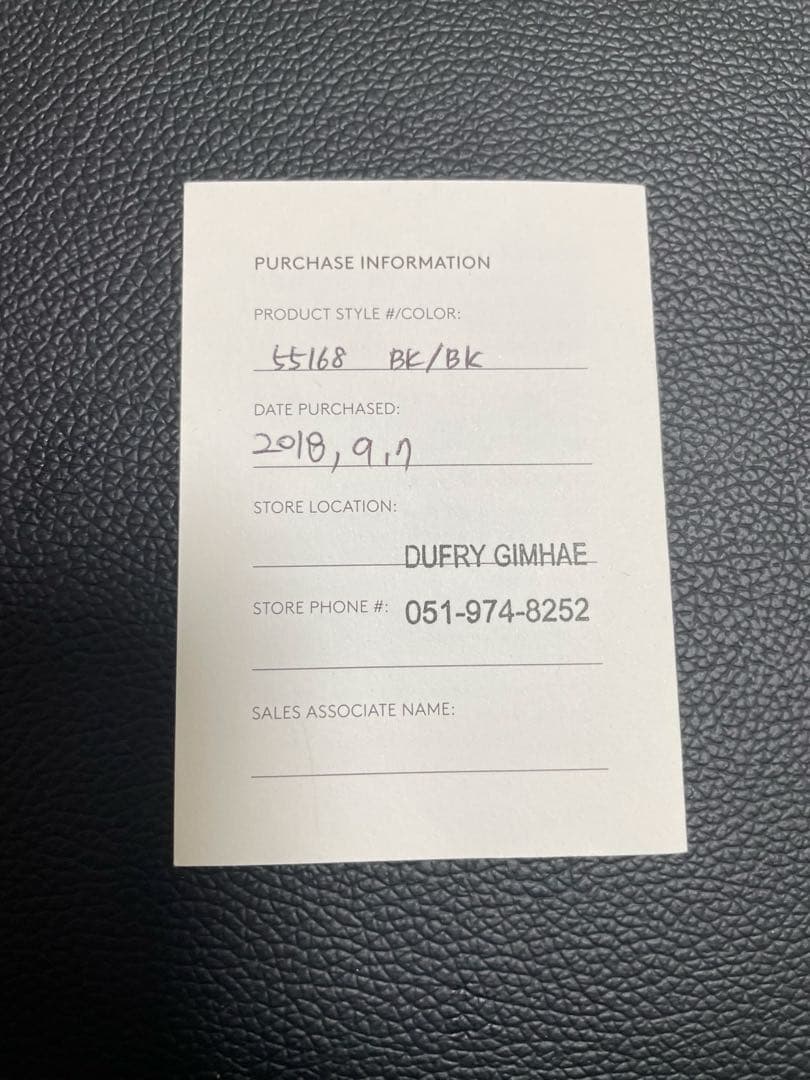 PURCHASE INFORMATION
PRODUCT STYLE #/COLOR:
55168 BK/BK
DATE PURCHASED:
2018, 9, 7
STORE LOCATION:
DUFRY GIMHAE
STORE PHONE #: 051-974-8252
SALES ASSOCIATE NAME: